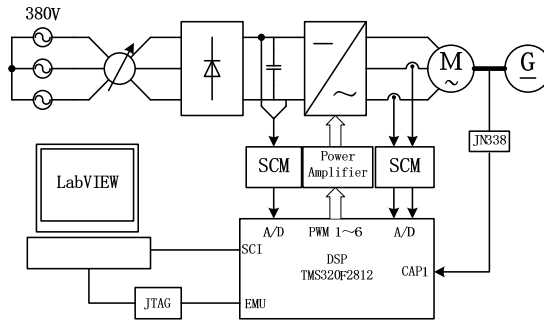 380V
M
~
G
JN338
SCM
Power
Amplifier
SCM
LabVIEW
A/D
PWM 1～6
A/D
SCI
DSP
TMS320F2812
CAP1
JTAG
EMU